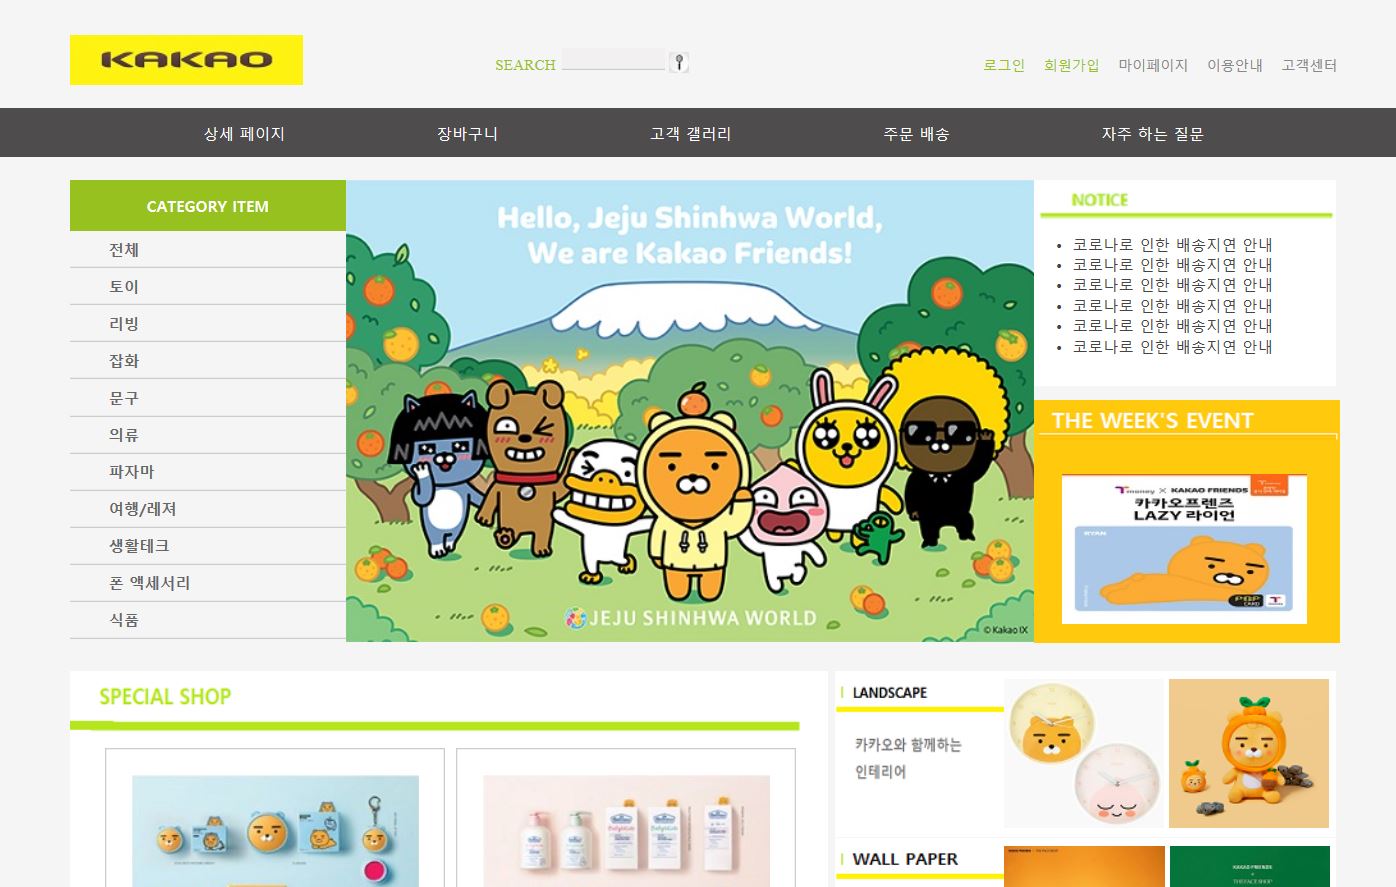 KAKAO
SEARCH
로그인 회원가입 마이페이지 이용안내 고객센터
상세 페이지 장바구니 고객 갤러리 주문 배송 자주 하는 질문
CATEGORY ITEM
전체
토이
리빙
잡화
문구
의류
파자마
여행/레져
생활테크
폰 액세서리
식품
Hello, Jeju Shinhwa World,
We are Kakao Friends!
JEJU SHINHWA WORLD
© Kakao IX
NOTICE
• 코로나로 인한 배송지연 안내
• 코로나로 인한 배송지연 안내
• 코로나로 인한 배송지연 안내
• 코로나로 인한 배송지연 안내
• 코로나로 인한 배송지연 안내
• 코로나로 인한 배송지연 안내
THE WEEK'S EVENT
Tmoney X KAKAO FRIENDS
카카오프렌즈
LAZY 라이언
RYAN
POP
CARD
SPECIAL SHOP
LANDSCAPE
카카오와 함께하는
인테리어
WALL PAPER
KAKAO FRIENDS
THE FACE SHOP